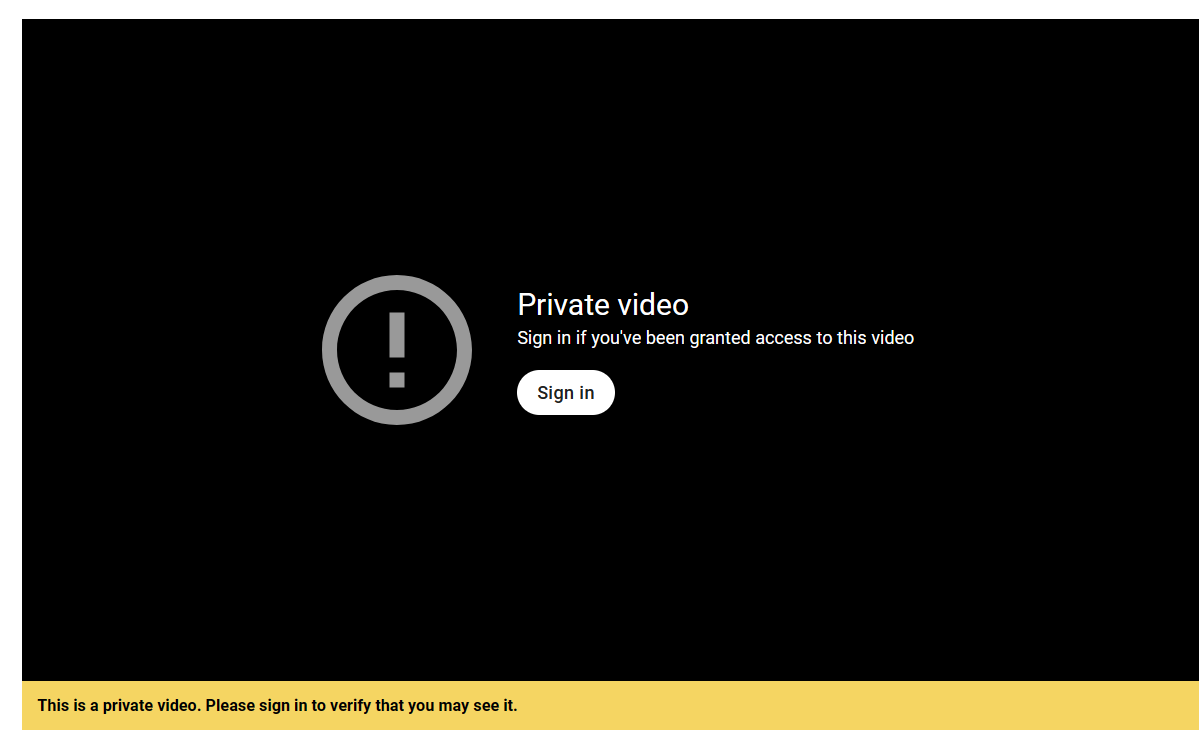 Private video
Sign in if you've been granted access to this video
Sign in
This is a private video. Please sign in to verify that you may see it.